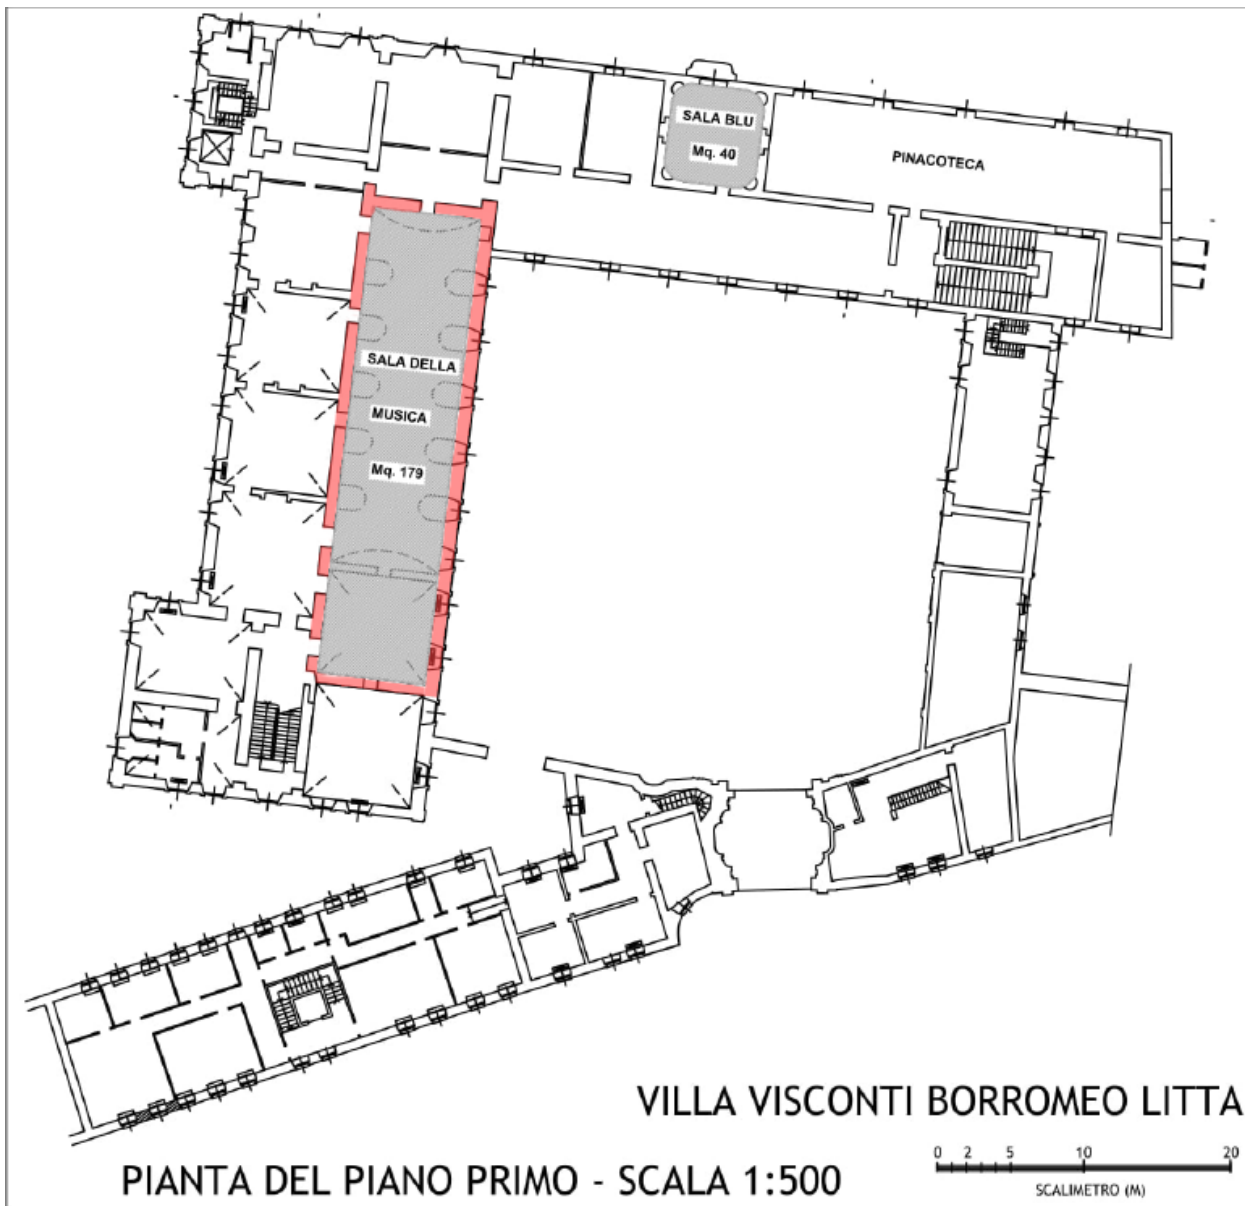 SALA BLU
Mq. 40
PINACOTECA
SALA DELLA
MUSICA
Mq. 179
VILLA VISCONTI BORROMEO LITTA
PIANTA DEL PIANO PRIMO - SCALA 1:500
0 2 5 10 20
SCALIMETRO (M)